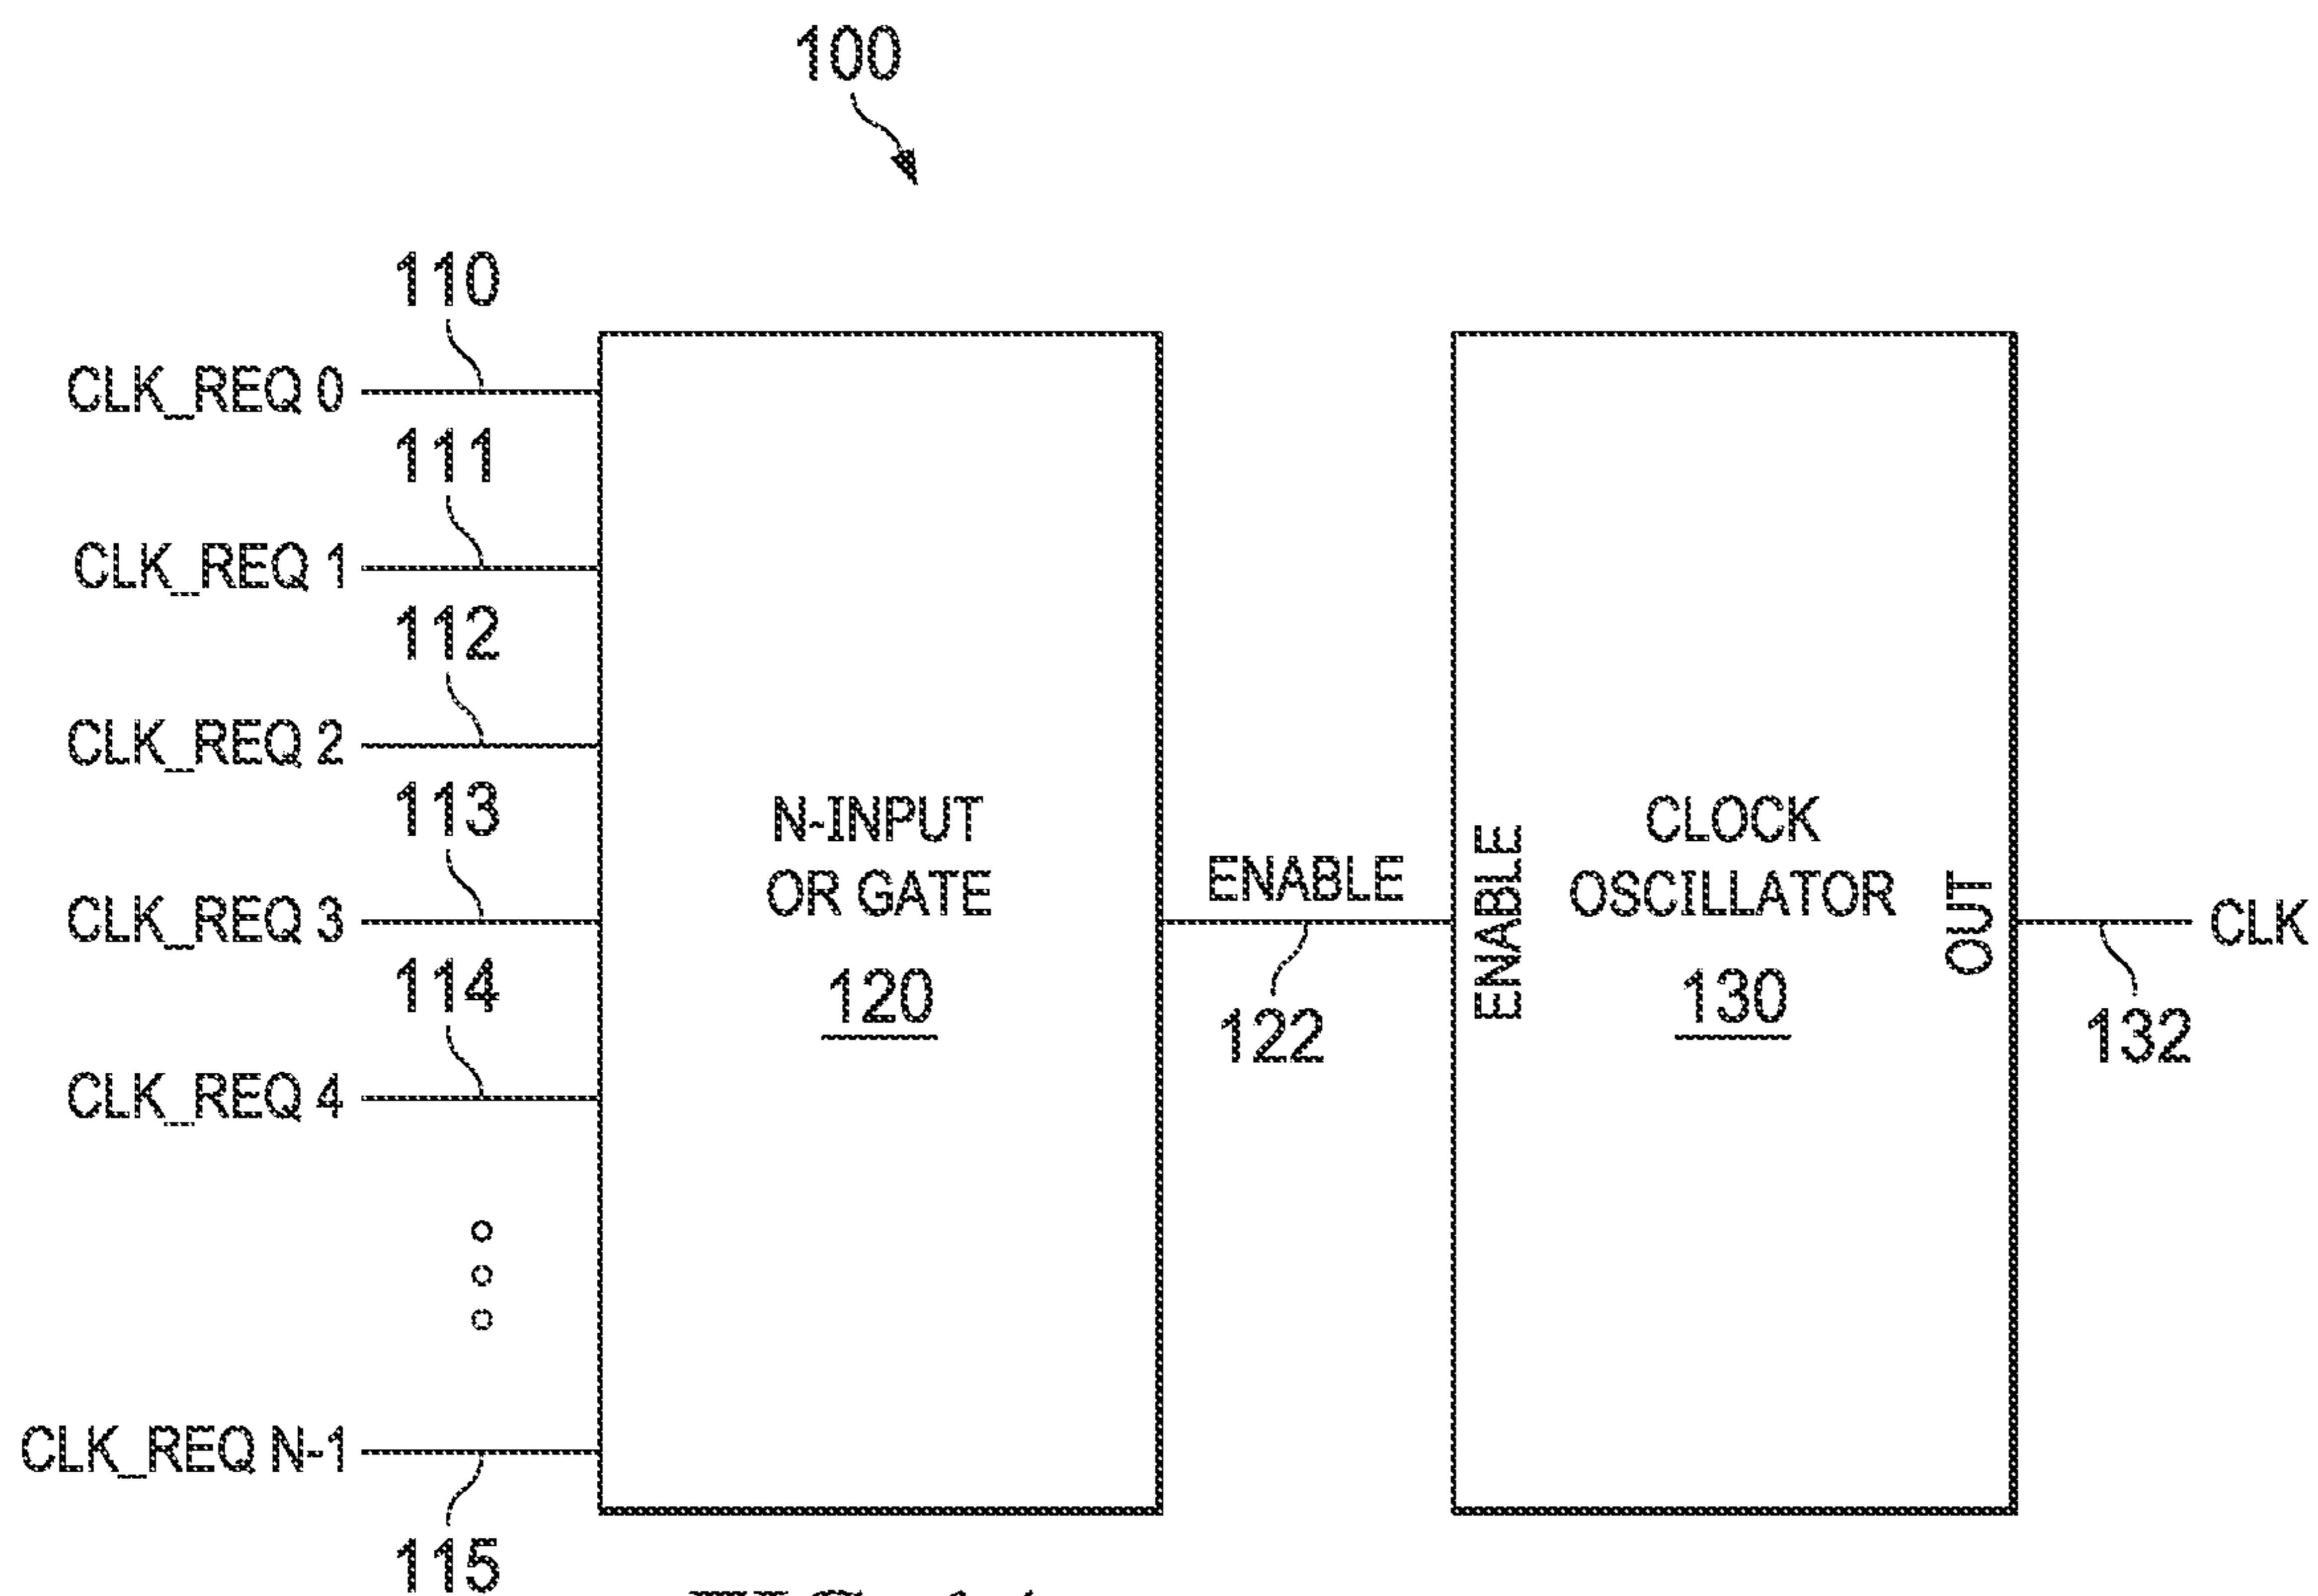 100
110
CLK_REQ 0
111
CLK_REQ 1
112
CLK_REQ 2
113
CLK_REQ 3
114
CLK_REQ 4
CLK_REQ N-1
115
N-INPUT
OR GATE
120
ENABLE
122
ENABLE
CLOCK
OSCILLATOR
130
OUT
CLK
132